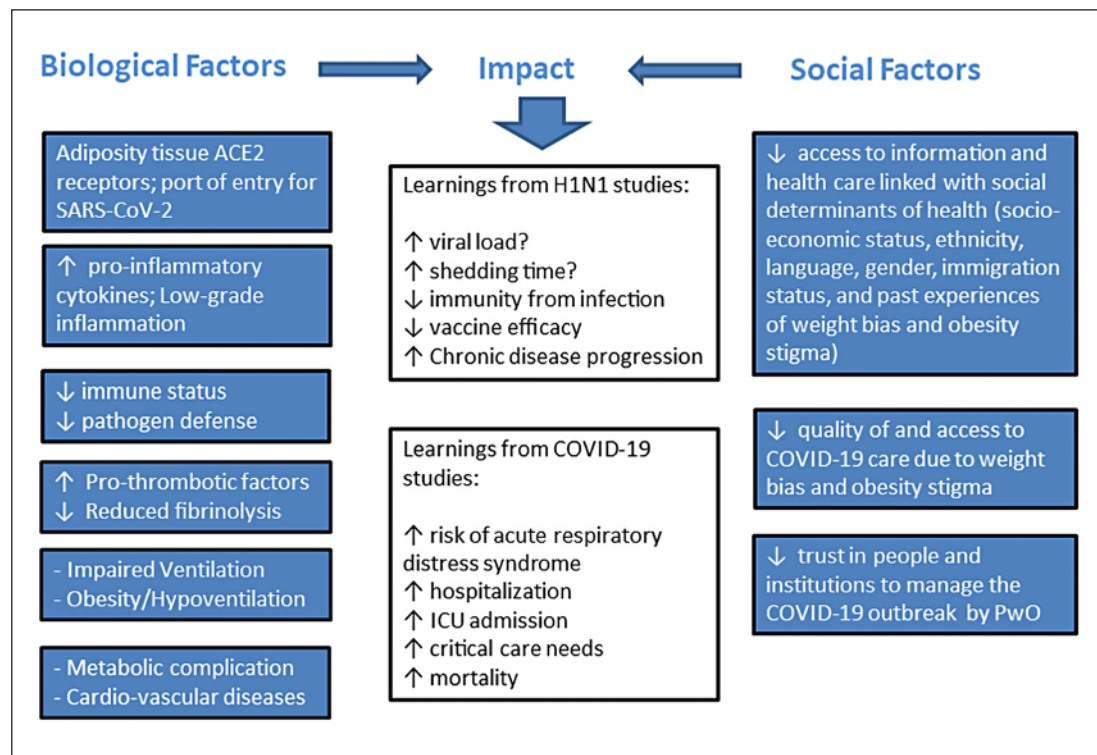 Biological Factors
Impact
Social Factors
Adiposity tissue ACE2
receptors; port of entry for
SARS-CoV-2
↑ pro-inflammatory
cytokines; Low-grade
inflammation
↓ immune status
↓ pathogen defense
↑ Pro-thrombotic factors
↓ Reduced fibrinolysis
- Impaired Ventilation
- Obesity/Hypoventilation
- Metabolic complication
- Cardio-vascular diseases
Learnings from H1N1 studies:
↑ viral load?
↑ shedding time?
↓ immunity from infection
↓ vaccine efficacy
↑ Chronic disease progression
Learnings from COVID-19
studies:
↑ risk of acute respiratory
distress syndrome
↑ hospitalization
↑ ICU admission
↑ critical care needs
↑ mortality
↓ access to information and
health care linked with social
determinants of health (socio-
economic status, ethnicity,
language, gender, immigration
status, and past experiences
of weight bias and obesity
stigma)
↓ quality of and access to
COVID-19 care due to weight
bias and obesity stigma
↓ trust in people and
institutions to manage the
COVID-19 outbreak by PwO